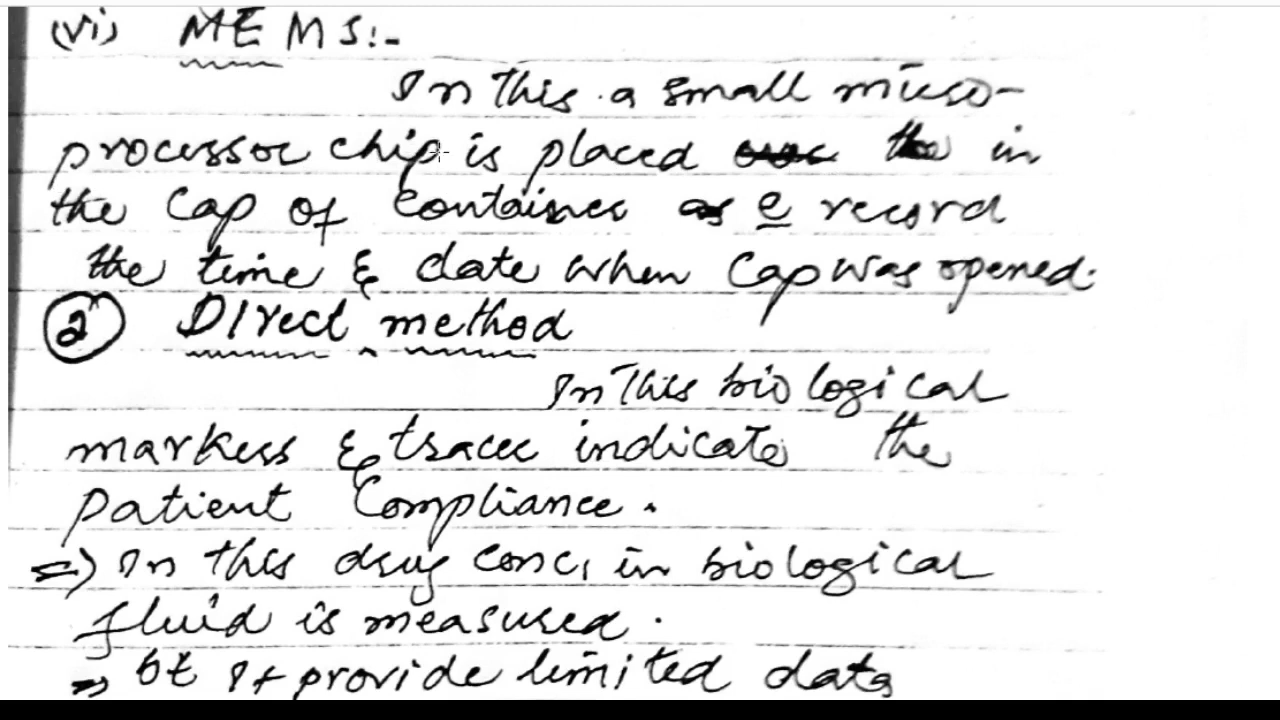 (vi) MEMS:-
In this a small micro-
processor chip is placed the in
the Cap of Container & record
the time & date when Cap was opened.
(2) Direct method
In This biological
markers & tracer indicate the
Patient Compliance.
=> In this drug conc, in biological
fluid is measured.
=> bt It provide limited data